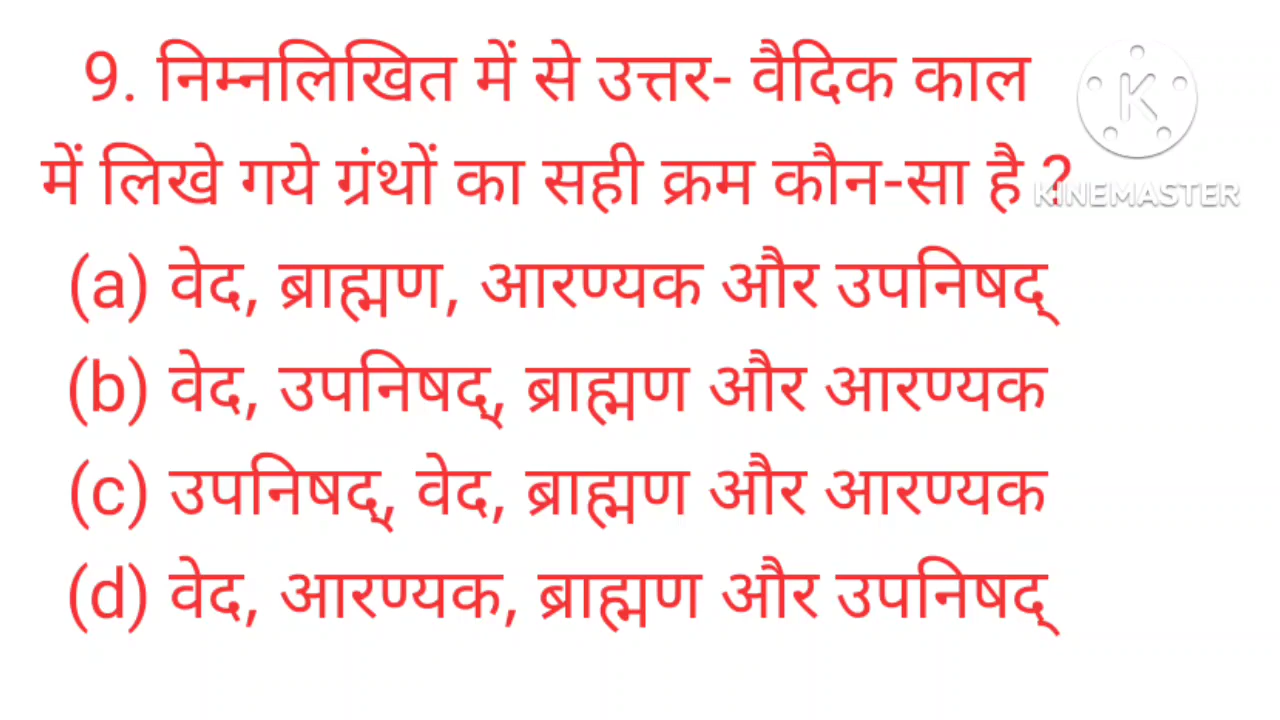 9. निम्नलिखित में से उत्तर- वैदिक काल
में लिखे गये ग्रंथों का सही क्रम कौन-सा है ?
(a) वेद, ब्राह्मण, आरण्यक और उपनिषद्
(b) वेद, उपनिषद्, ब्राह्मण और आरण्यक
(c) उपनिषद्, वेद, ब्राह्मण और आरण्यक
(d) वेद, आरण्यक, ब्राह्मण और उपनिषद्
K
KINEMASTER